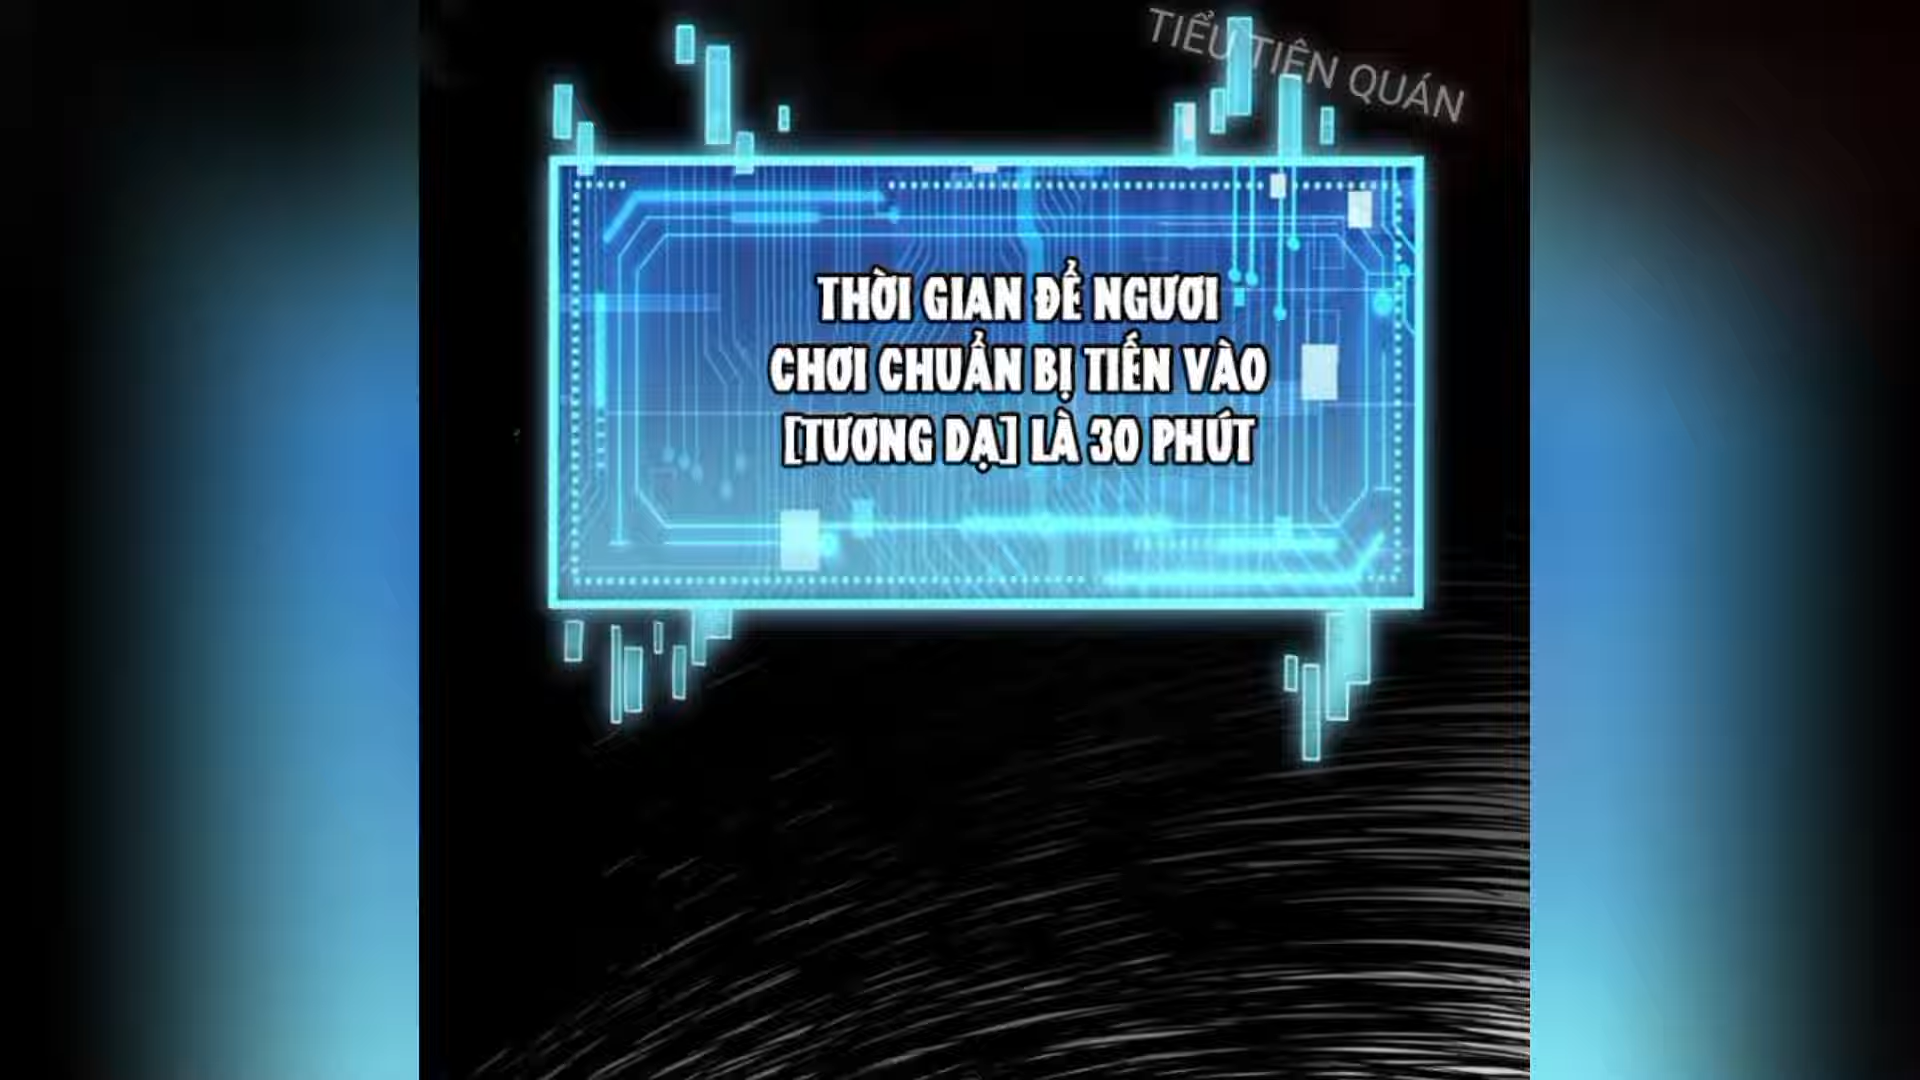 TIỂU TIÊN QUÁN
THỜI GIAN ĐỂ NGƯƠI
CHƠI CHUẨN BỊ TIẾN VÀO
[TƯƠNG DẠ] LÀ 30 PHÚT